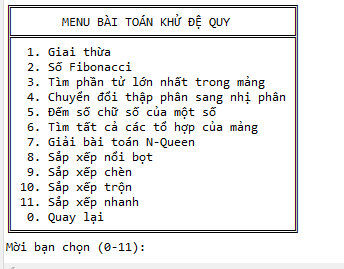 MENU BÀI TOÁN KHỬ ĐỆ QUY
1. Giai thừa
2. Số Fibonacci
3. Tìm phần tử lớn nhất trong mảng
4. Chuyển đổi thập phân sang nhị phân
5. Đếm số chữ số của một số
6. Tìm tất cả các tổ hợp của mảng
7. Giải bài toán N-Queen
8. Sắp xếp nổi bọt
9. Sắp xếp chèn
10. Sắp xếp trộn
11. Sắp xếp nhanh
0. Quay lại
Mời bạn chọn (0-11):